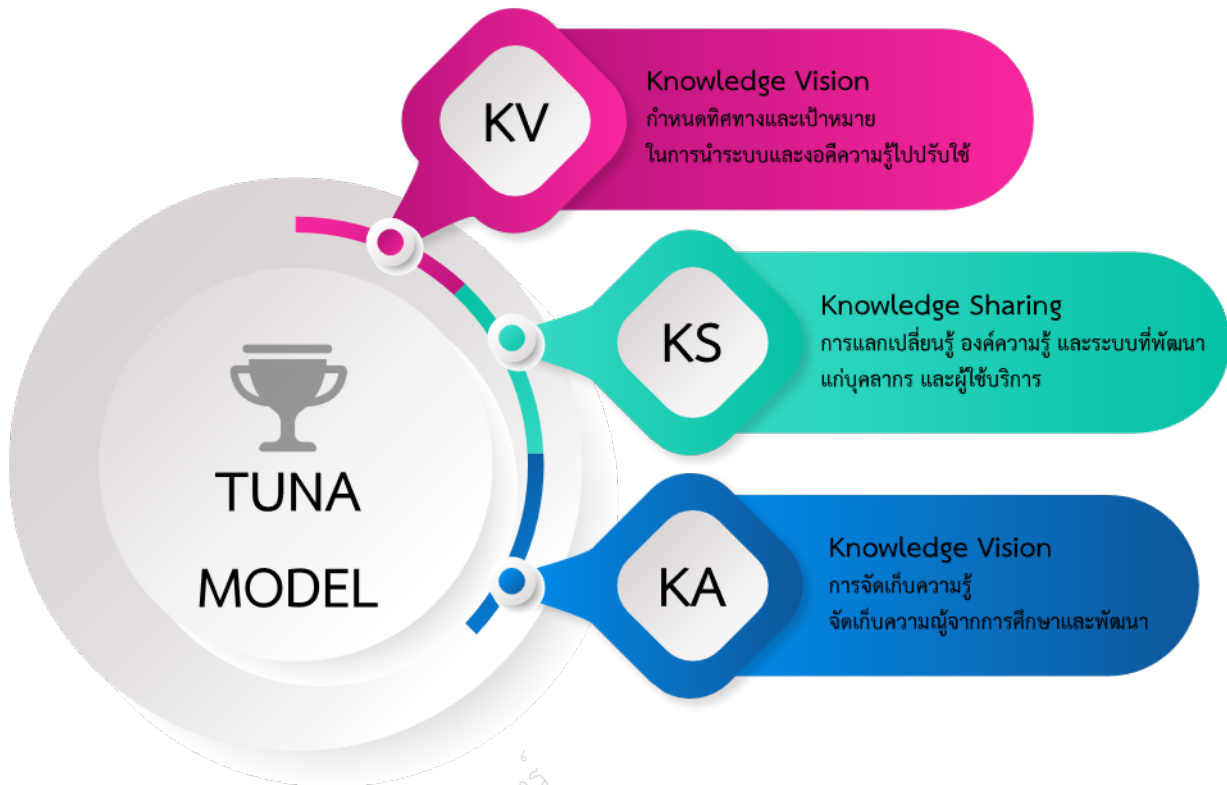 KV
Knowledge Vision
กำหนดทิศทางและเป้าหมาย
ในการนำระบบและงอคืความรู้ไปปรับใช้
KS
Knowledge Sharing
การแลกเปลี่ยนรู้ องค์ความรู้ และระบบที่พัฒนา
แก่บุคลากร และผู้ใช้บริการ
TUNA
MODEL
KA
Knowledge Vision
การจัดเก็บความรู้
จัดเก็บความณู้จากการศึกษาและพัฒนา